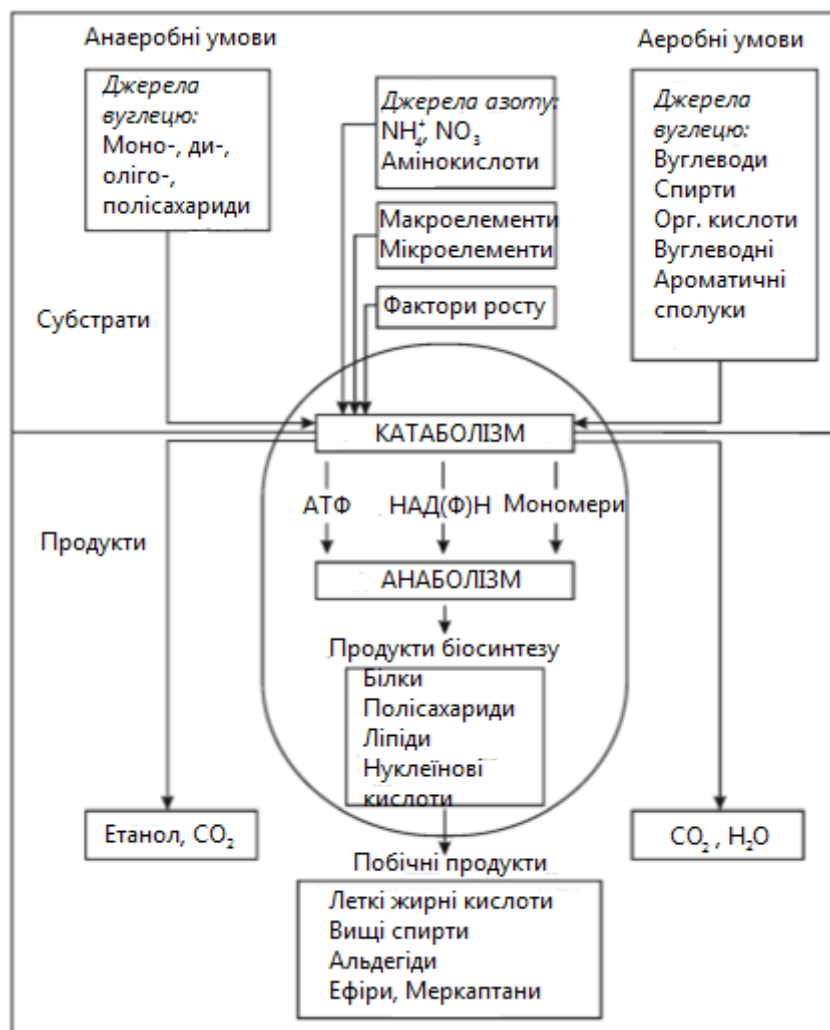 Анаеробні умови
Джерела
вуглецю:
Моно-, ди-,
оліго-,
полісахариди
Джерела азоту:
NH₄⁺, NO₃
Амінокислоти
Макроелементи
Мікроелементи
Фактори росту
Аеробні умови
Джерела
вуглецю:
Вуглеводи
Спирти
Орг. кислоти
Вуглеводні
Ароматичні
сполуки
Субстрати
КАТАБОЛІЗМ
АТФ НАД(Ф)Н Мономери
Продукти
АНАБОЛІЗМ
Продукти біосинтезу
Білки
Полісахариди
Ліпіди
Нуклеїнові
кислоти
Етанол, CO₂
CO₂ , H₂O
Побічні продукти
Леткі жирні кислоти
Вищі спирти
Альдегіди
Ефіри, Меркаптани